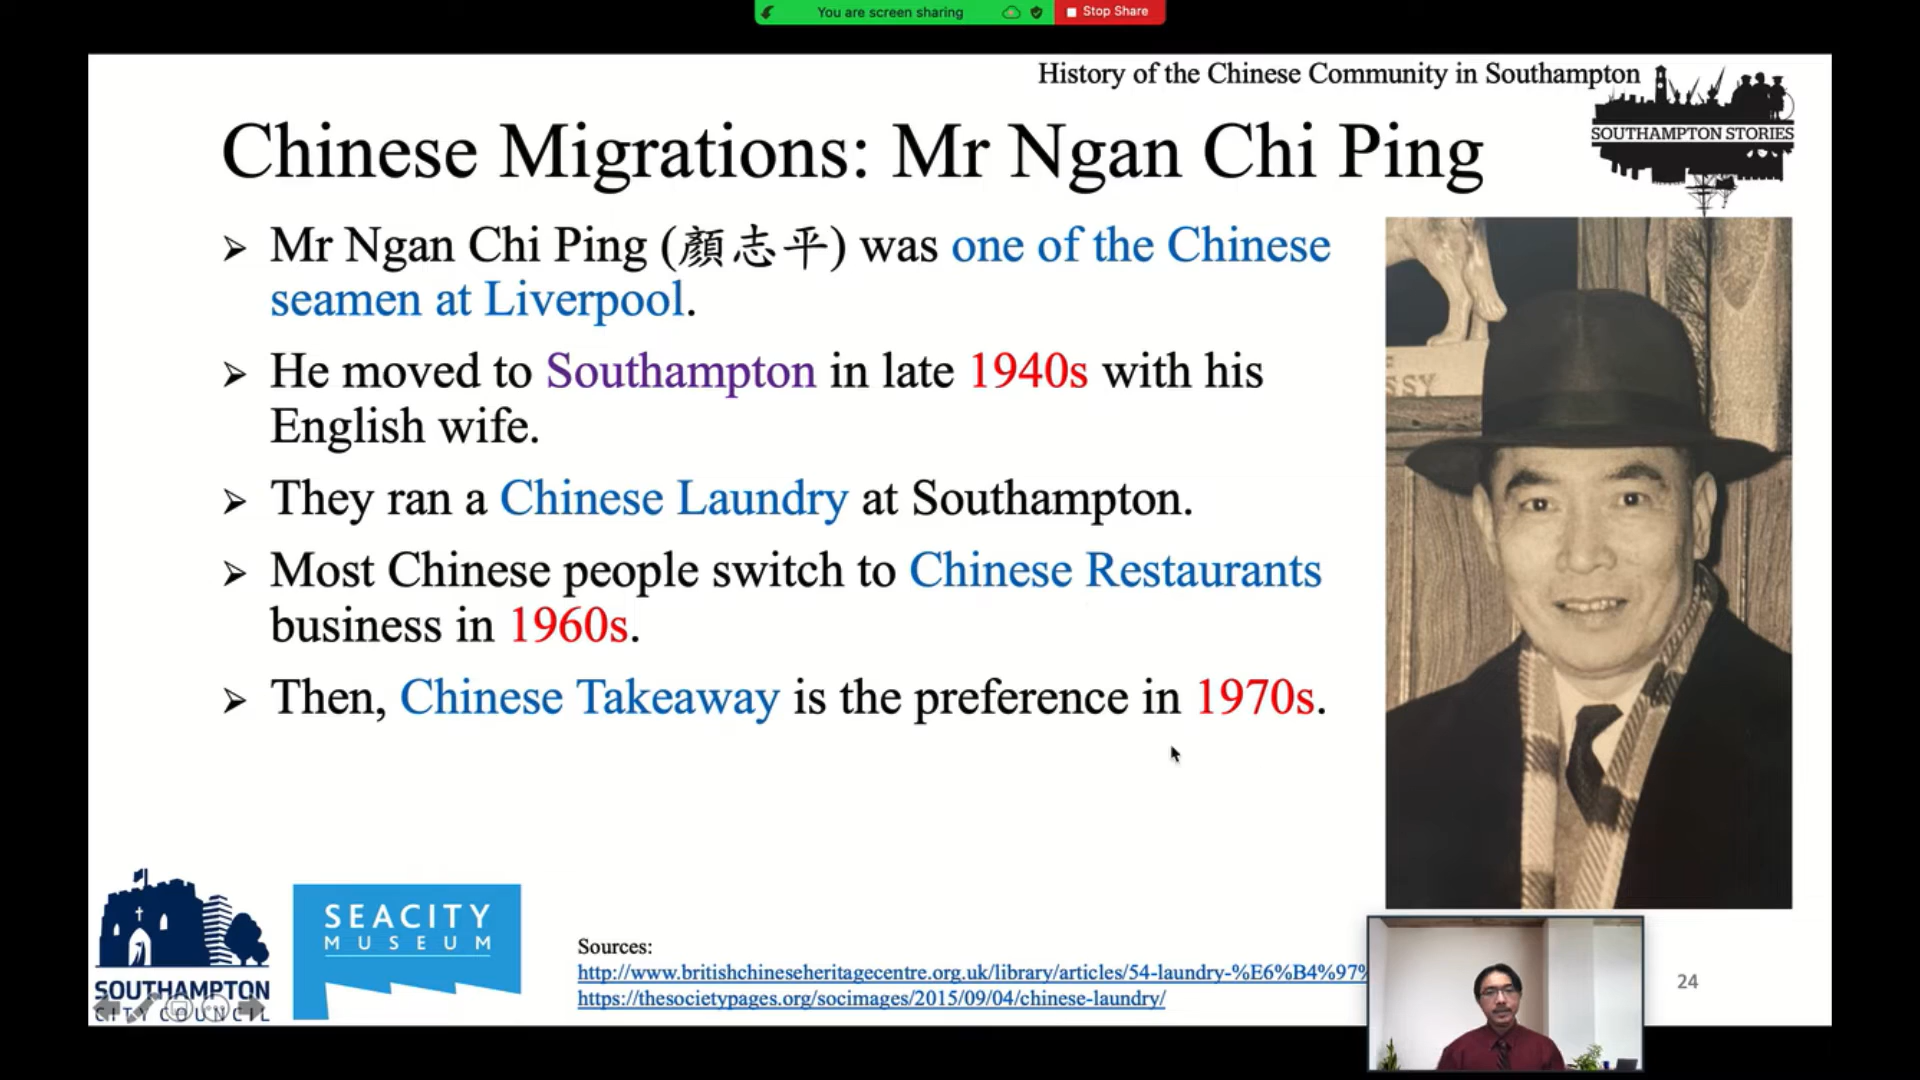 You are screen sharing
Stop Share
History of the Chinese Community in Southampton
SOUTHAMPTON STORIES
Chinese Migrations: Mr Ngan Chi Ping
➢ Mr Ngan Chi Ping (顏志平) was one of the Chinese
seamen at Liverpool.
➢ He moved to Southampton in late 1940s with his
English wife.
➢ They ran a Chinese Laundry at Southampton.
➢ Most Chinese people switch to Chinese Restaurants
business in 1960s.
➢ Then, Chinese Takeaway is the preference in 1970s.
SOUTHAMPTON
CITY COUNCIL
SEACITY
MUSEUM
Sources:
http://www.britishchineseheritagecentre.org.uk/library/articles/54-laundry-%E6%B4%97%
https://thesocietypages.org/socimages/2015/09/04/chinese-laundry/
24